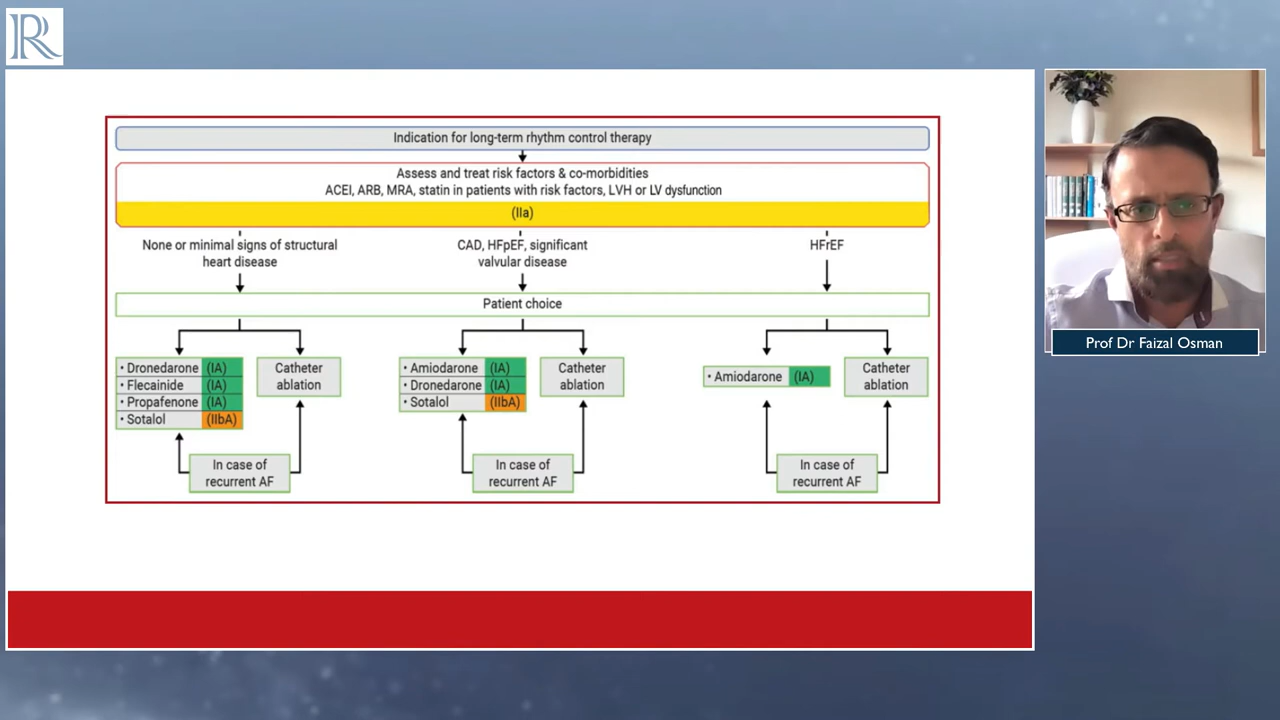 R
Indication for long-term rhythm control therapy
Assess and treat risk factors & co-morbidities
ACEI, ARB, MRA, statin in patients with risk factors, LVH or LV dysfunction
(IIa)
None or minimal signs of structural
heart disease
CAD, HFpEF, significant
valvular disease
HFrEF
Patient choice
• Dronedarone (IA)
• Flecainide (IA)
• Propafenone (IA)
• Sotalol (IIbA)
Catheter
ablation
In case of
recurrent AF
• Amiodarone (IA)
• Dronedarone (IA)
• Sotalol (IIbA)
Catheter
ablation
In case of
recurrent AF
• Amiodarone (IA)
Catheter
ablation
In case of
recurrent AF
Prof Dr Faizal Osman